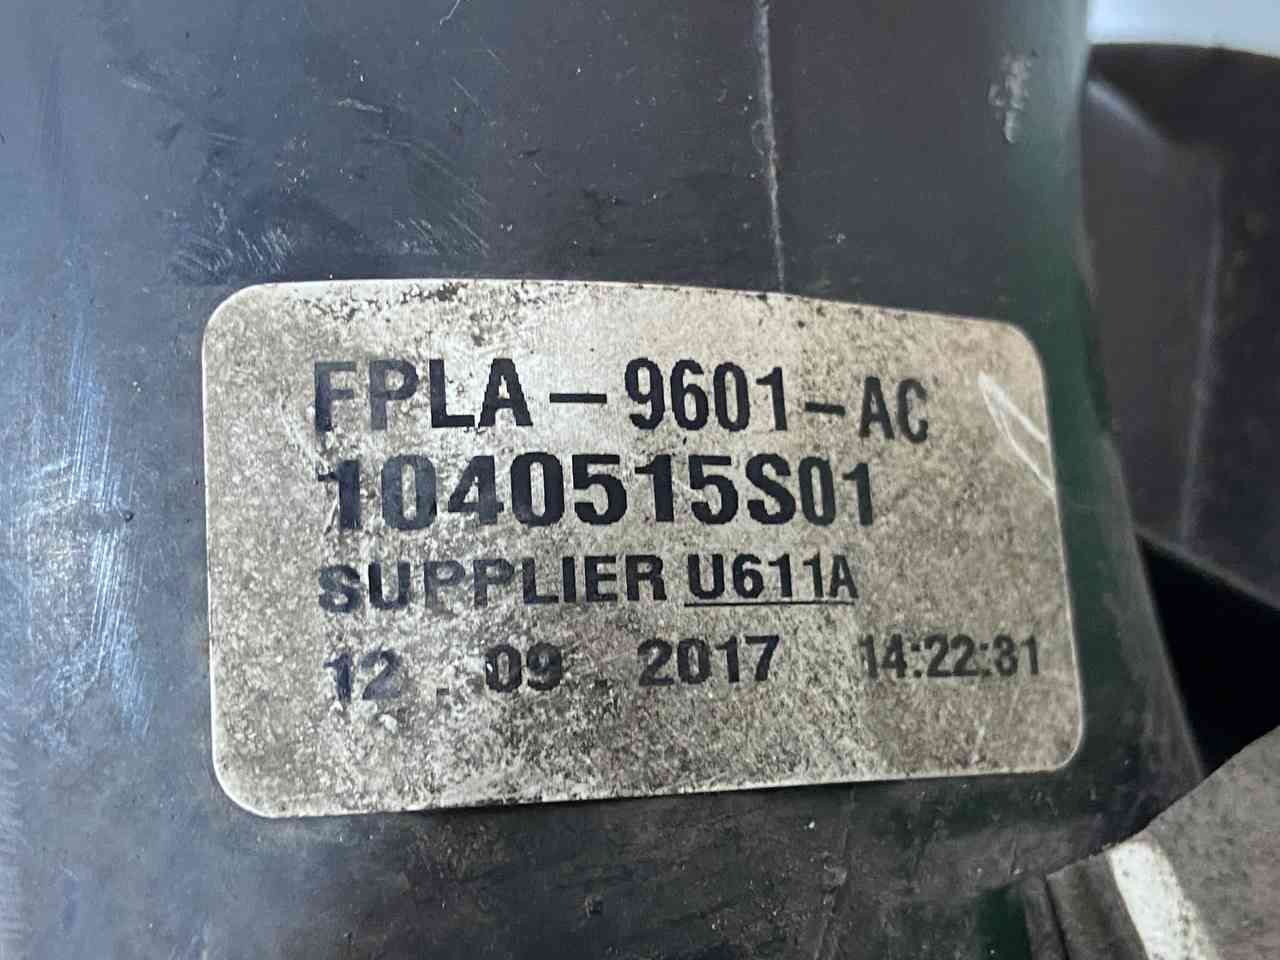 FPLA-9601-AC
1040515S01
SUPPLIER U611A
12 . 09 . 2017 14:22:31